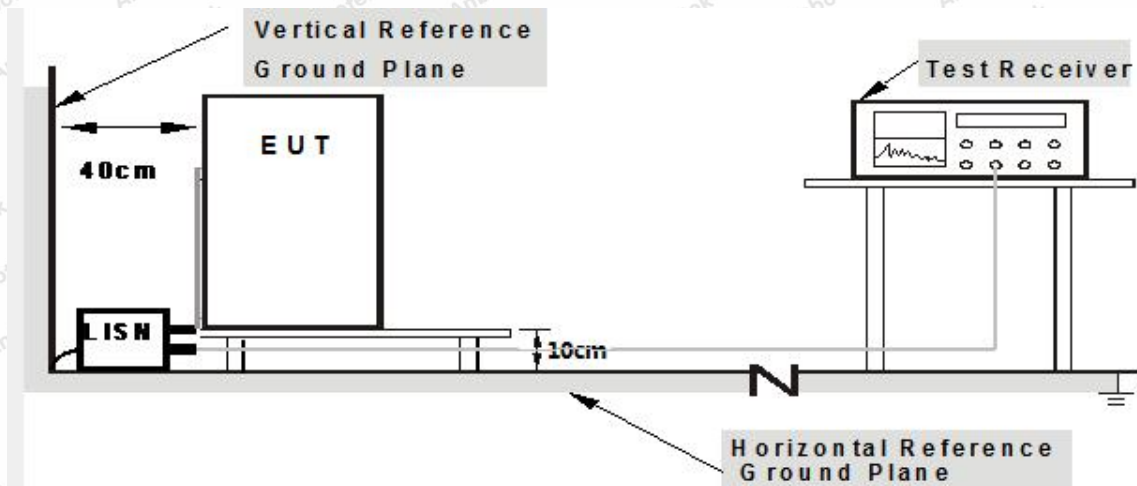 Vertical Reference
Ground Plane
Test Receiver
EUT
40cm
LISN
10cm
Horizontal Reference
Ground Plane